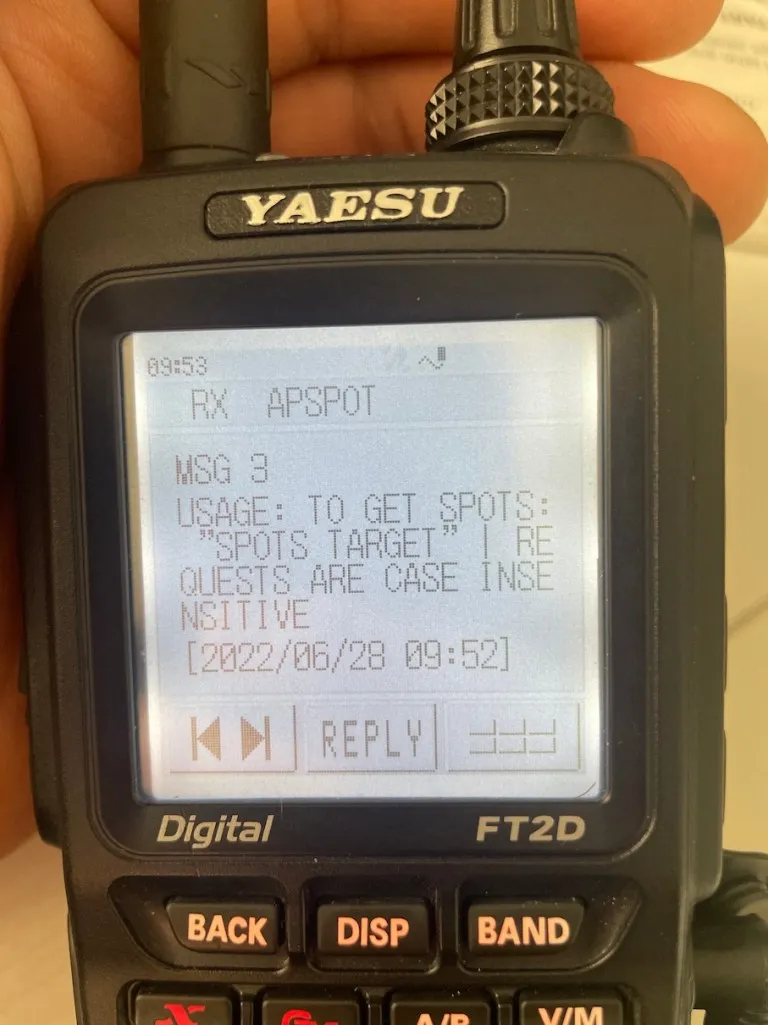 YAESU
09:53
RX APSPOT
MSG 3
USAGE: TO GET SPOTS:
"SPOTS TARGET" | RE
QUESTS ARE CASE INSE
NSITIVE
[2022/06/28 09:52]
REPLY
Digital FT2D
BACK DISP BAND
X GM A/B V/M